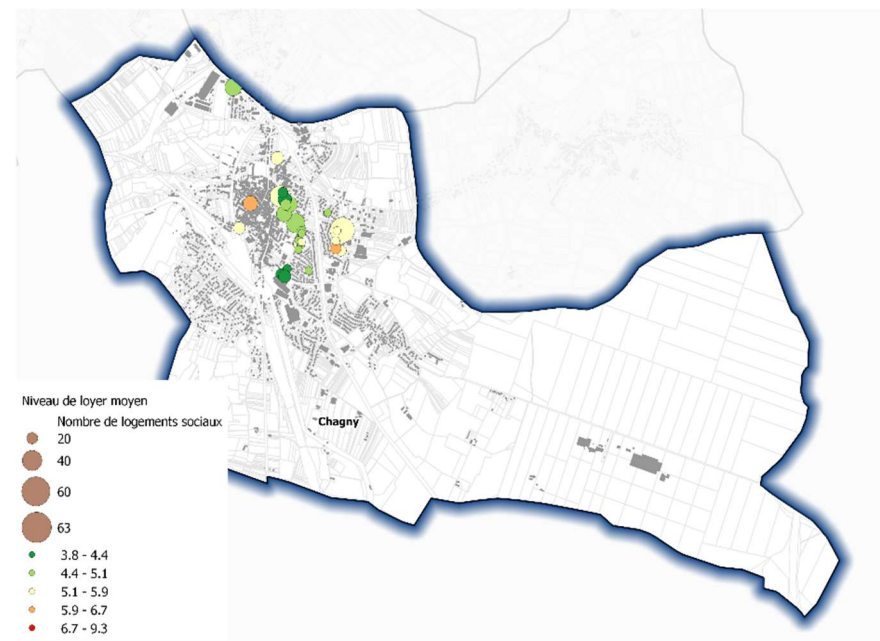 Chagny
Niveau de loyer moyen
Nombre de logements sociaux
20
40
60
63
3.8 - 4.4
4.4 - 5.1
5.1 - 5.9
5.9 - 6.7
6.7 - 9.3